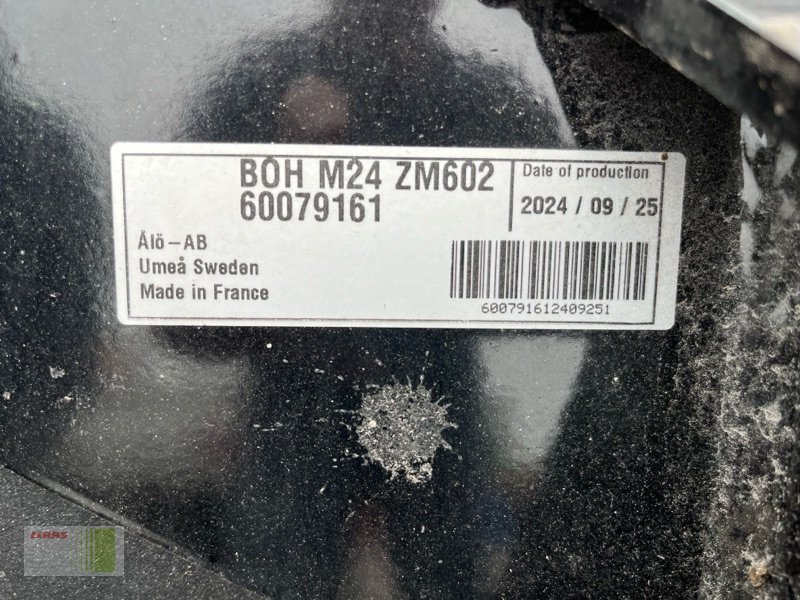 BOH M24 ZM602
60079161
Date of production
2024 / 09 / 25
Ålö-AB
Umeå Sweden
Made in France
600791612409251
CLAAS